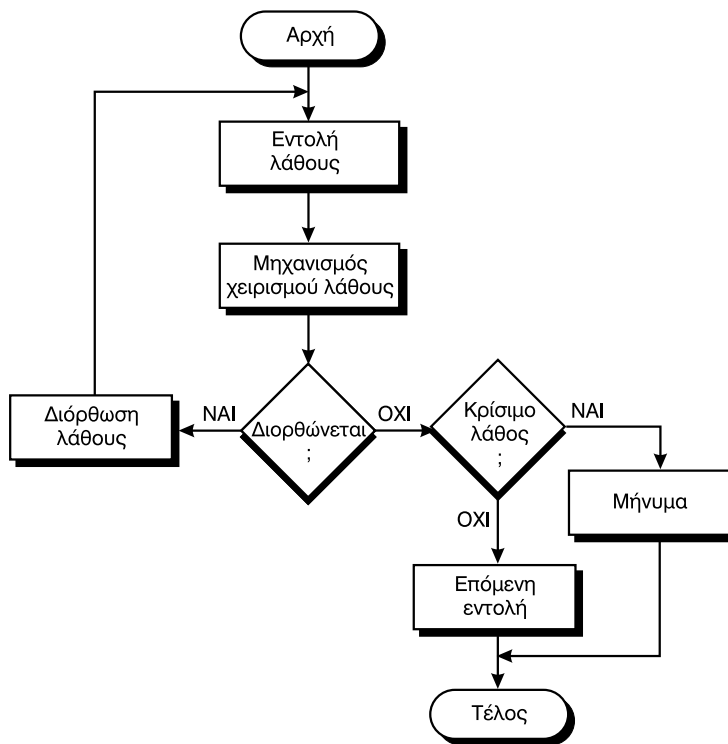 Αρχή
Εντολή
λάθους
Μηχανισμός
χειρισμού λάθους
Διόρθωση
λάθους
ΝΑΙ
Διορθώνεται
;
ΟΧΙ
Κρίσιμο
λάθος
;
ΝΑΙ
Μήνυμα
ΟΧΙ
Επόμενη
εντολή
Τέλος